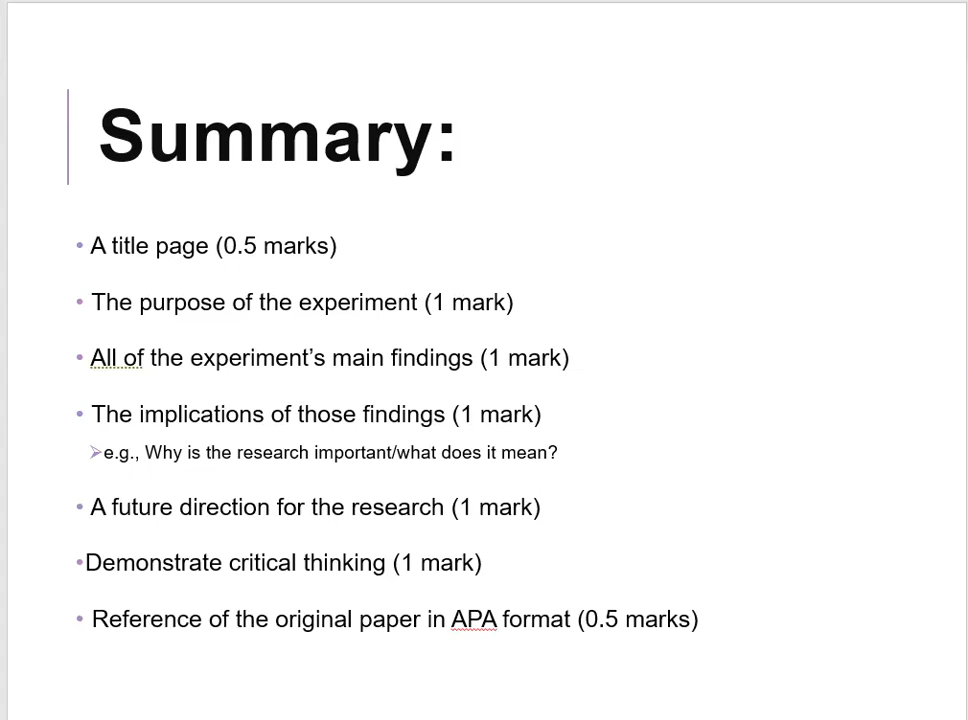 Summary:
• A title page (0.5 marks)
• The purpose of the experiment (1 mark)
• All of the experiment’s main findings (1 mark)
• The implications of those findings (1 mark)
➢e.g., Why is the research important/what does it mean?
• A future direction for the research (1 mark)
•Demonstrate critical thinking (1 mark)
• Reference of the original paper in APA format (0.5 marks)